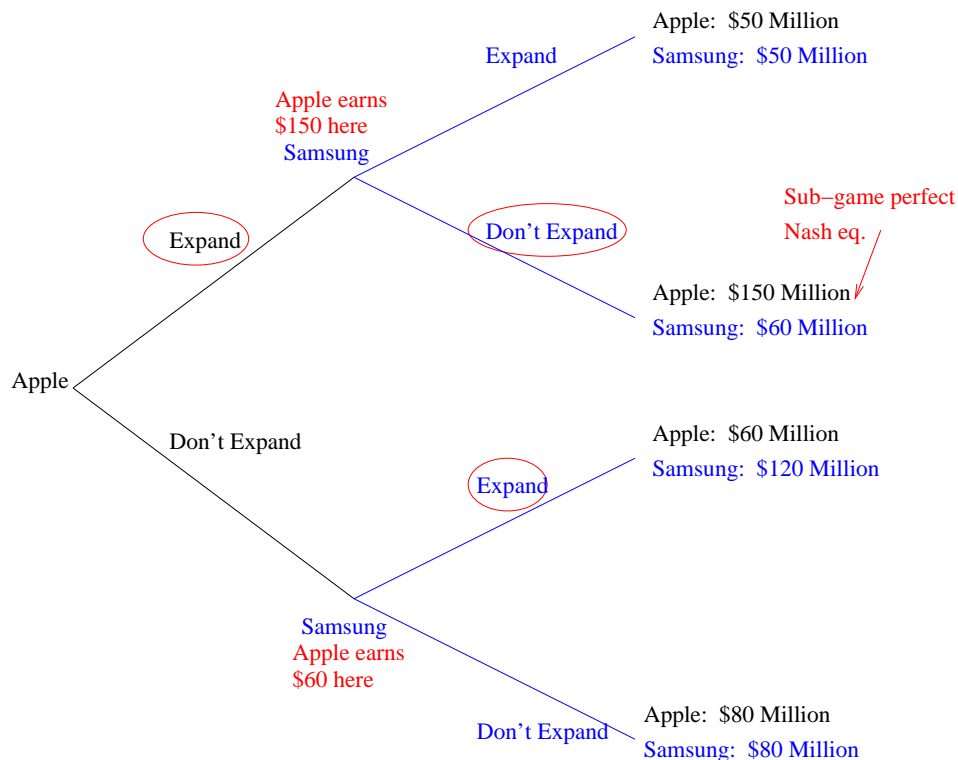 Apple:  $50 Million
Expand
Samsung:  $50 Million
Apple earns
$150 here
Samsung
Sub-game perfect
Nash eq.
Expand
Don't Expand
Apple:  $150 Million
Samsung:  $60 Million
Apple
Don't Expand
Apple:  $60 Million
Samsung:  $120 Million
Expand
Samsung
Apple earns
$60 here
Don't Expand
Apple:  $80 Million
Samsung:  $80 Million